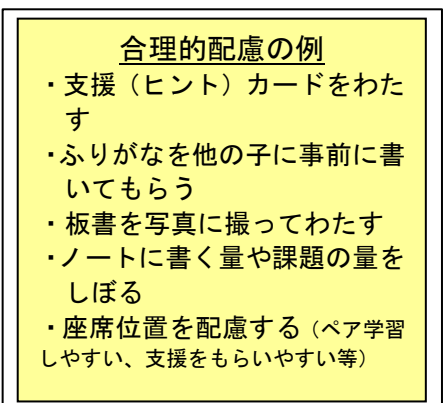 合理的配慮の例
・支援（ヒント）カードをわた
す
・ふりがなを他の子に事前に書
いてもらう
・板書を写真に撮ってわたす
・ノートに書く量や課題の量を
しぼる
・座席位置を配慮する（ペア学習
しやすい、支援をもらいやすい等）